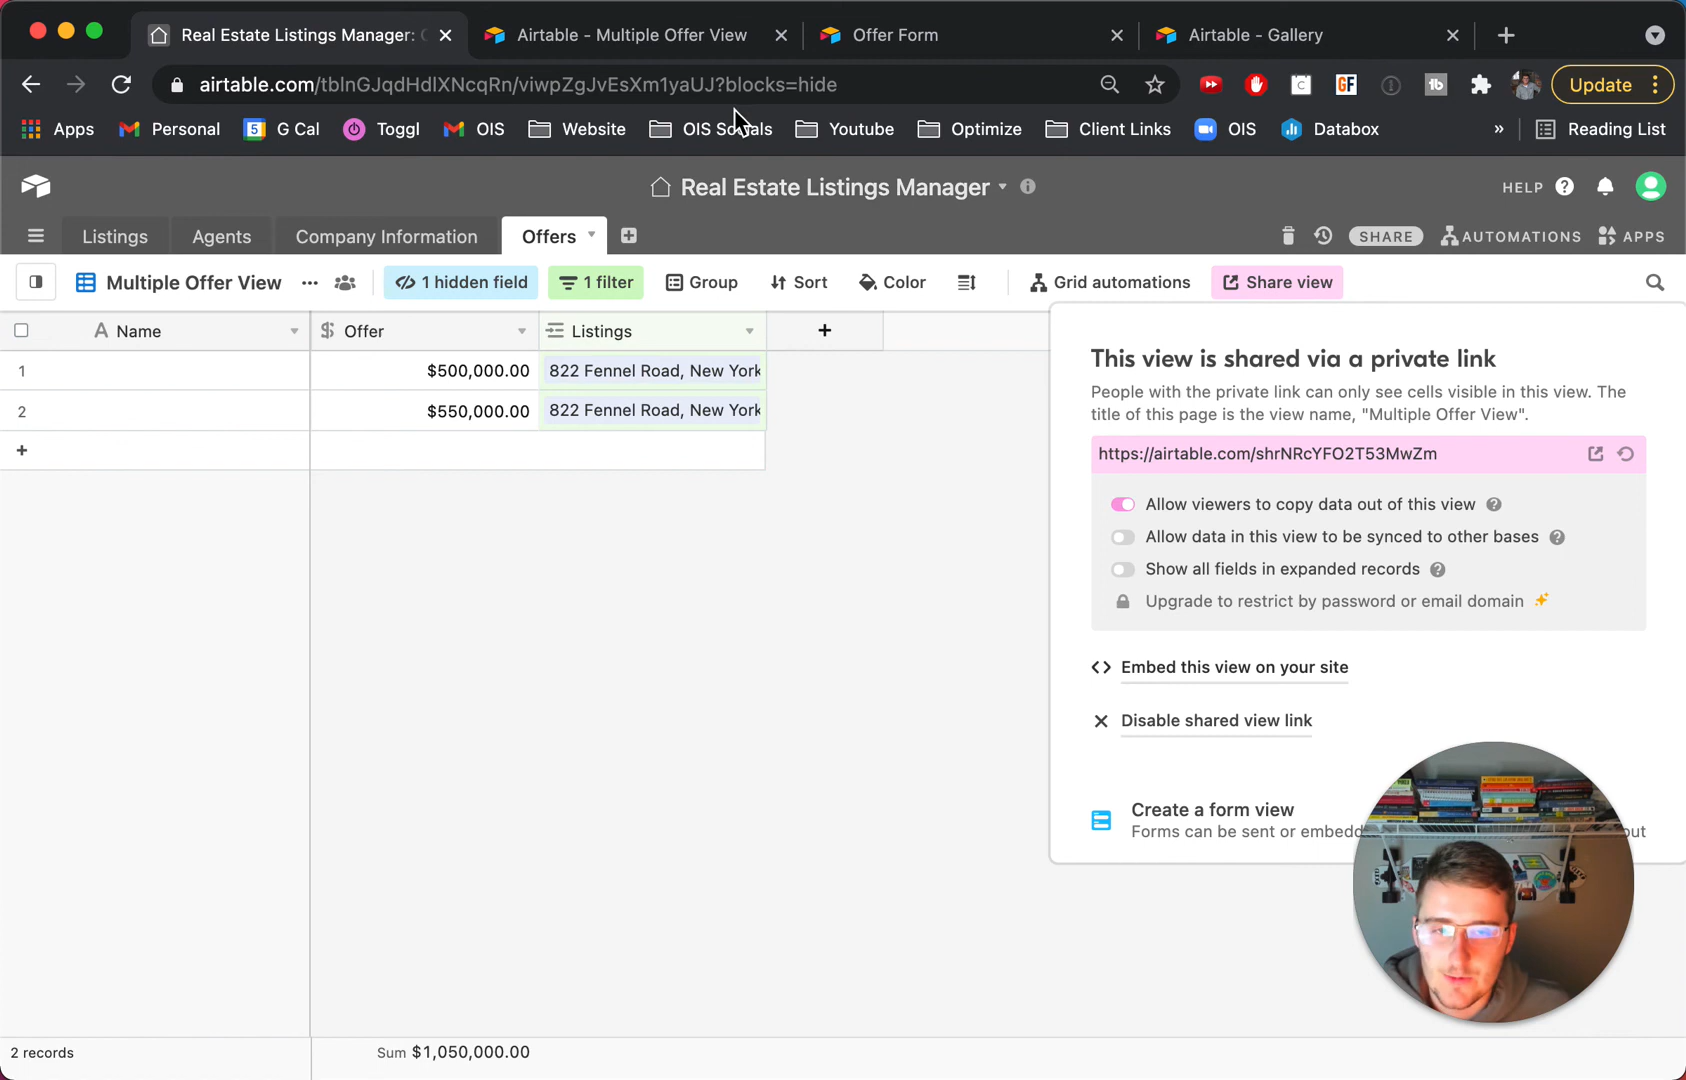 Real Estate Listings Manager:
Airtable - Multiple Offer View
Offer Form
Airtable - Gallery
airtable.com/tblnGJqdHdlXNcqRn/viwpZgJvEsXm1yaUJ?blocks=hide
Update
Apps
Personal
G Cal
Toggl
OIS
Website
OIS Socials
Youtube
Optimize
Client Links
OIS
Databox
»
Reading List
Real Estate Listings Manager
HELP
Listings
Agents
Company Information
Offers
SHARE
AUTOMATIONS
APPS
Multiple Offer View
1 hidden field
1 filter
Group
Sort
Color
Grid automations
Share view
Name
Offer
Listings
1
$500,000.00
822 Fennel Road, New York
2
$550,000.00
822 Fennel Road, New York
This view is shared via a private link
People with the private link can only see cells visible in this view. The
title of this page is the view name, "Multiple Offer View".
https://airtable.com/shrNRcYFO2T53MwZm
Allow viewers to copy data out of this view
Allow data in this view to be synced to other bases
Show all fields in expanded records
Upgrade to restrict by password or email domain
Embed this view on your site
Disable shared view link
Create a form view
Forms can be sent or embedd
out
2 records
Sum $1,050,000.00